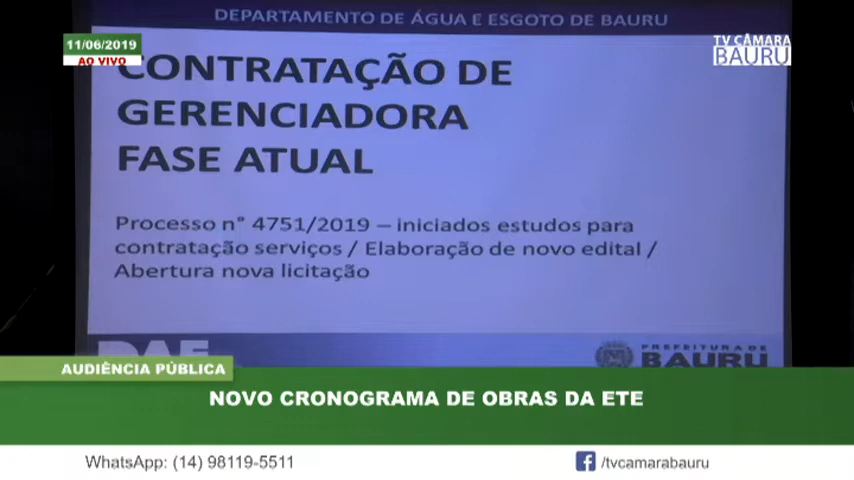 DEPARTAMENTO DE ÁGUA E ESGOTO DE BAURU
11/06/2019
AO VIVO
TV CÂMARA
BAURU
CONTRATAÇÃO DE
GERENCIADORA
FASE ATUAL
Processo n° 4751/2019 – iniciados estudos para
contratação serviços / Elaboração de novo edital /
Abertura nova licitação
DAE
PREFEITURA DE
BAURU
AUDIÊNCIA PÚBLICA
NOVO CRONOGRAMA DE OBRAS DA ETE
WhatsApp: (14) 98119-5511
/tvcamarabauru